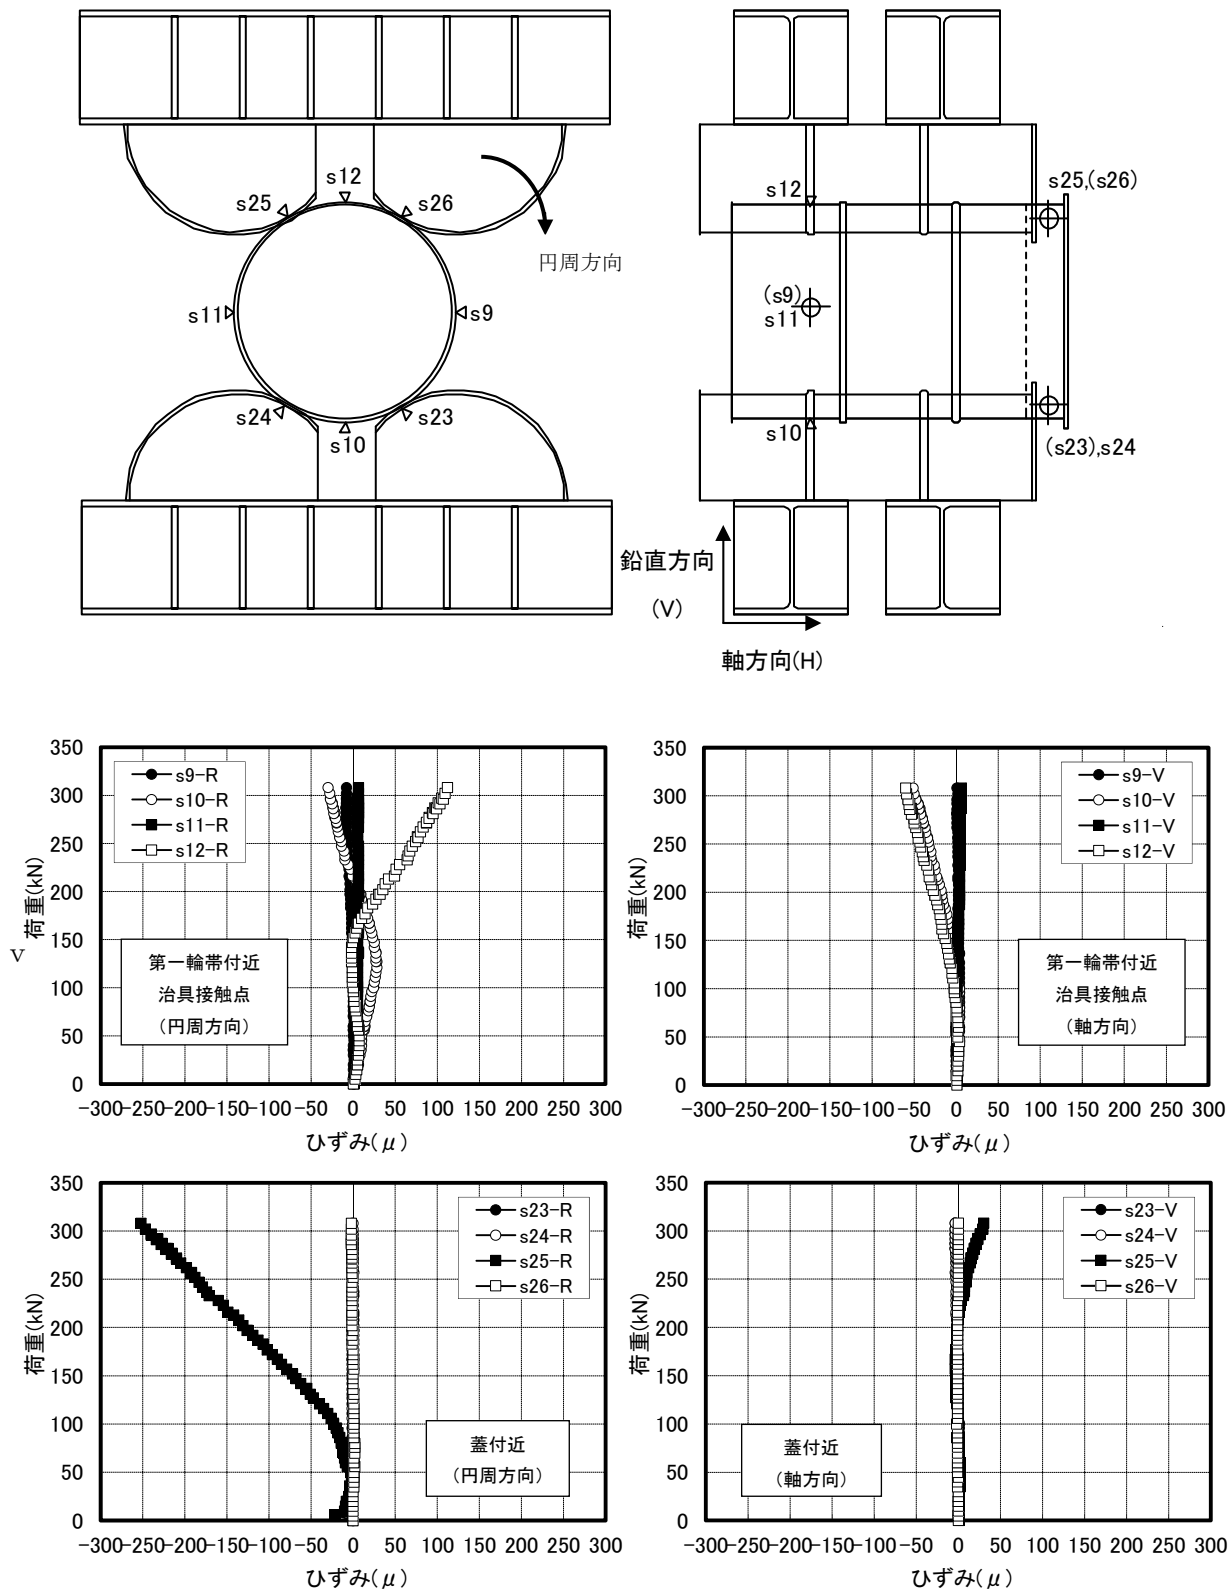 s12
s25
s26
円周方向
s11
s9
s24
s10
s23
s12
s25,(s26)
(s9)
s11
s10
(s23),s24
鉛直方向
(V)
軸方向(H)
350
300
250
200
150
100
50
0
荷重(kN)
s9-R
s10-R
s11-R
s12-R
第一輪帯付近
治具接触点
(円周方向)
-300-250-200-150-100-50 0 50 100 150 200 250 300
ひずみ(μ)
v
350
300
250
200
150
100
50
0
荷重(kN)
s9-V
s10-V
s11-V
s12-V
第一輪帯付近
治具接触点
(軸方向)
-300-250-200-150-100-50 0 50 100 150 200 250 300
ひずみ(μ)
350
300
250
200
150
100
50
0
荷重(kN)
s23-R
s24-R
s25-R
s26-R
蓋付近
(円周方向)
-300-250-200-150-100-50 0 50 100 150 200 250 300
ひずみ(μ)
350
300
250
200
150
100
50
0
荷重(kN)
s23-V
s24-V
s25-V
s26-V
蓋付近
(軸方向)
-300-250-200-150-100-50 0 50 100 150 200 250 300
ひずみ(μ)